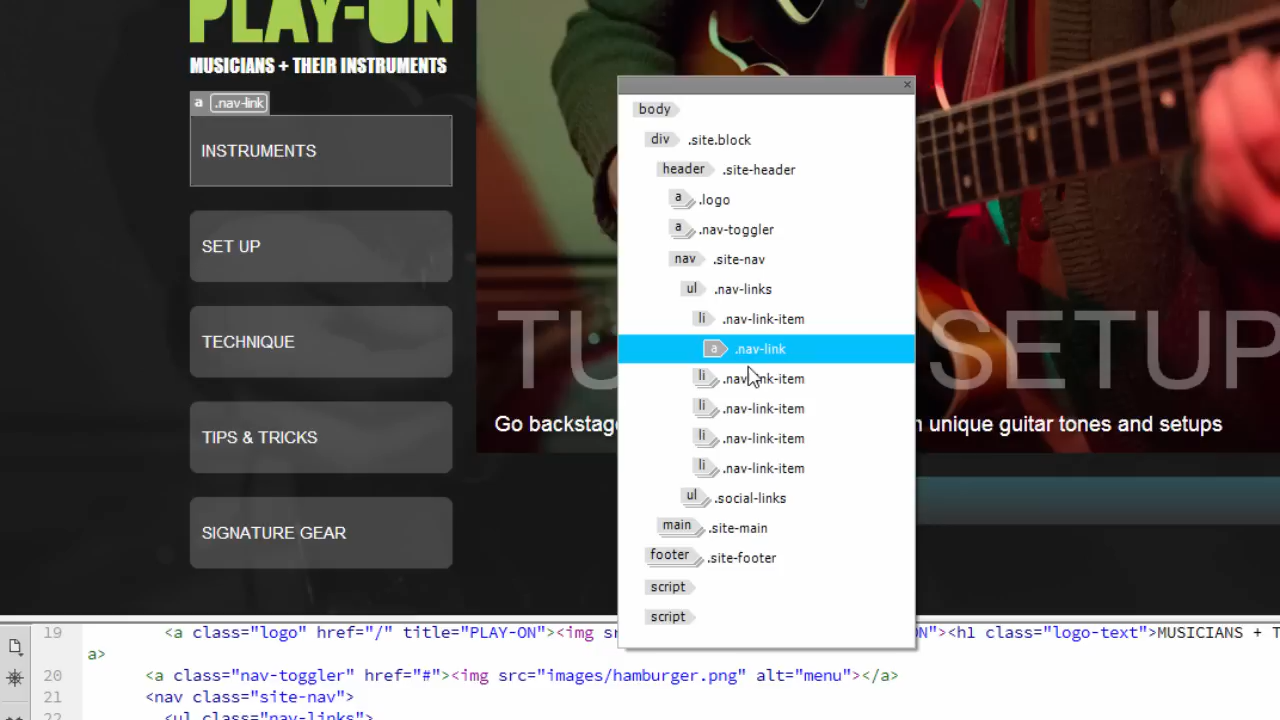 PLAY-ON
MUSICIANS + THEIR INSTRUMENTS
a .nav-link
INSTRUMENTS
SET UP
TECHNIQUE
TIPS & TRICKS
SIGNATURE GEAR
TU
SETUP
Go backstage
unique guitar tones and setups
×
body
div .site.block
header .site-header
a .logo
a .nav-toggler
nav .site-nav
ul .nav-links
li .nav-link-item
a .nav-link
li .nav-link-item
li .nav-link-item
li .nav-link-item
li .nav-link-item
ul .social-links
main .site-main
footer .site-footer
script
script
19 <a class="logo" href="/" title="PLAY-ON"><img sr ON"><h1 class="logo-text">MUSICIANS + T
a>
20 <a class="nav-toggler" href="#"><img src="images/hamburger.png" alt="menu"></a>
21 <nav class="site-nav">
22 <ul class="nav-links">